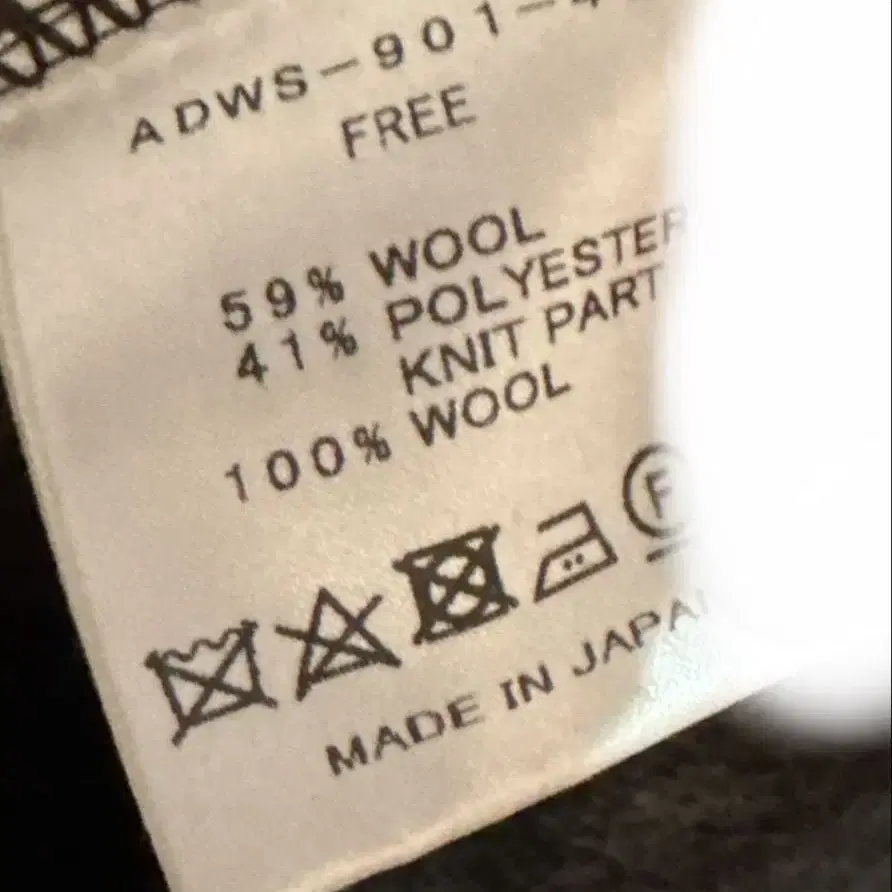 ADWS-901-
FREE
59% WOOL
41% POLYESTER
KNIT PART
100% WOOL
F
MADE IN JAPA